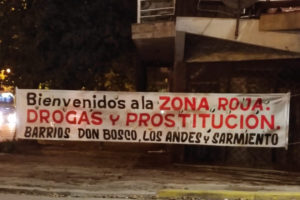 Bienvenidos a la ZONA, ROJA:
DROGAS Y PROSTITUCIÓN.
BARRIOS DON BOSCO, LOS ANDES y SARMIENTO